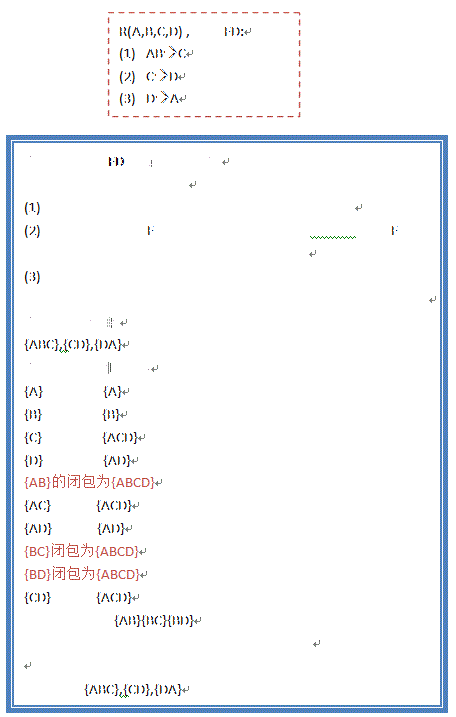 R(A,B,C,D) , FD:
(1) AB->C
(2) C->D
(3) D->A
FD
(1)
(2) F F
(3)
{ABC},{CD},{DA}
{A} {A}
{B} {B}
{C} {ACD}
{D} {AD}
{AB}的闭包为{ABCD}
{AC} {ACD}
{AD} {AD}
{BC}闭包为{ABCD}
{BD}闭包为{ABCD}
{CD} {ACD}
{AB}{BC}{BD}
{ABC},{CD},{DA}